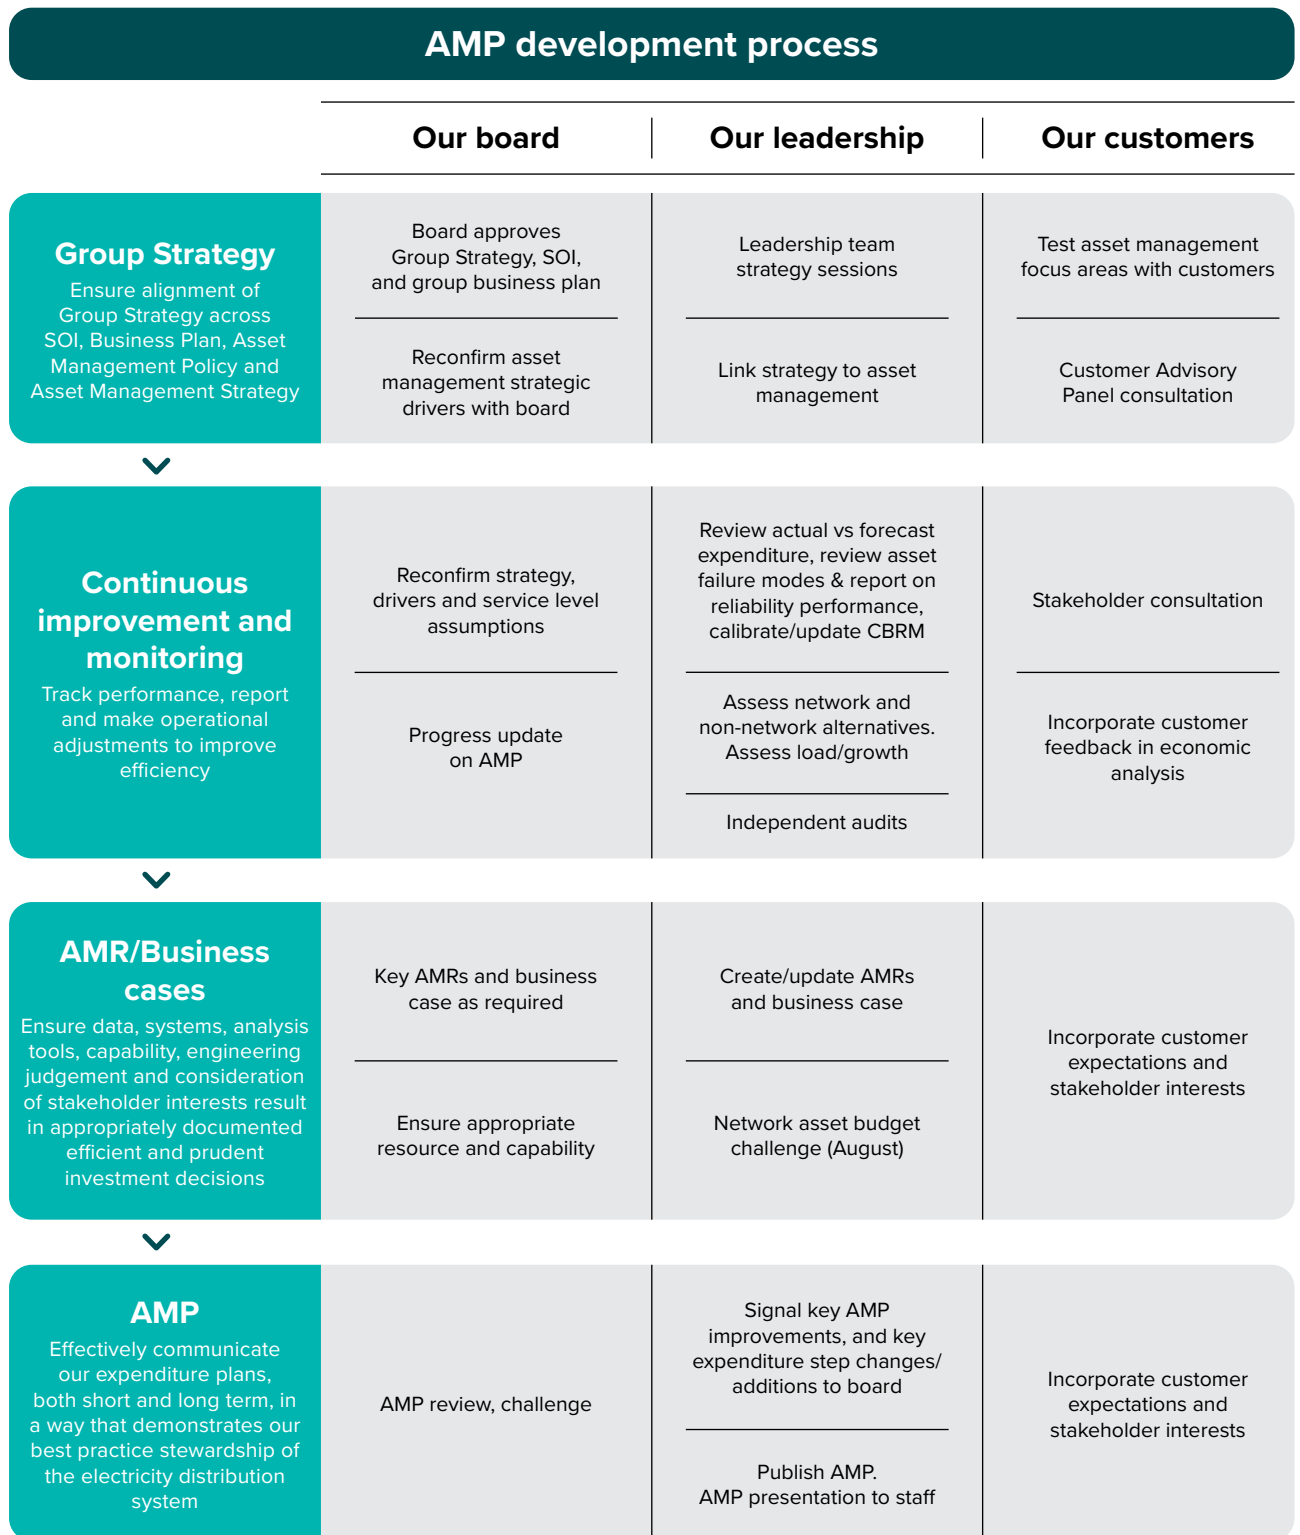 AMP development process
Our board
Our leadership
Our customers
Group Strategy
Ensure alignment of
Group Strategy across
SOI, Business Plan, Asset
Management Policy and
Asset Management Strategy
Board approves
Group Strategy, SOI,
and group business plan
Reconfirm asset
management strategic
drivers with board
Leadership team
strategy sessions
Link strategy to asset
management
Test asset management
focus areas with customers
Customer Advisory
Panel consultation
Continuous
improvement and
monitoring
Track performance, report
and make operational
adjustments to improve
efficiency
Reconfirm strategy,
drivers and service level
assumptions
Progress update
on AMP
Review actual vs forecast
expenditure, review asset
failure modes & report on
reliability performance,
calibrate/update CBRM
Assess network and
non-network alternatives.
Assess load/growth
Independent audits
Stakeholder consultation
Incorporate customer
feedback in economic
analysis
AMR/Business
cases
Ensure data, systems, analysis
tools, capability, engineering
judgement and consideration
of stakeholder interests result
in appropriately documented
efficient and prudent
investment decisions
Key AMRs and business
case as required
Ensure appropriate
resource and capability
Create/update AMRs
and business case
Network asset budget
challenge (August)
Incorporate customer
expectations and
stakeholder interests
AMP
Effectively communicate
our expenditure plans,
both short and long term, in
a way that demonstrates our
best practice stewardship of
the electricity distribution
system
AMP review, challenge
Signal key AMP
improvements, and key
expenditure step changes/
additions to board
Publish AMP.
AMP presentation to staff
Incorporate customer
expectations and
stakeholder interests